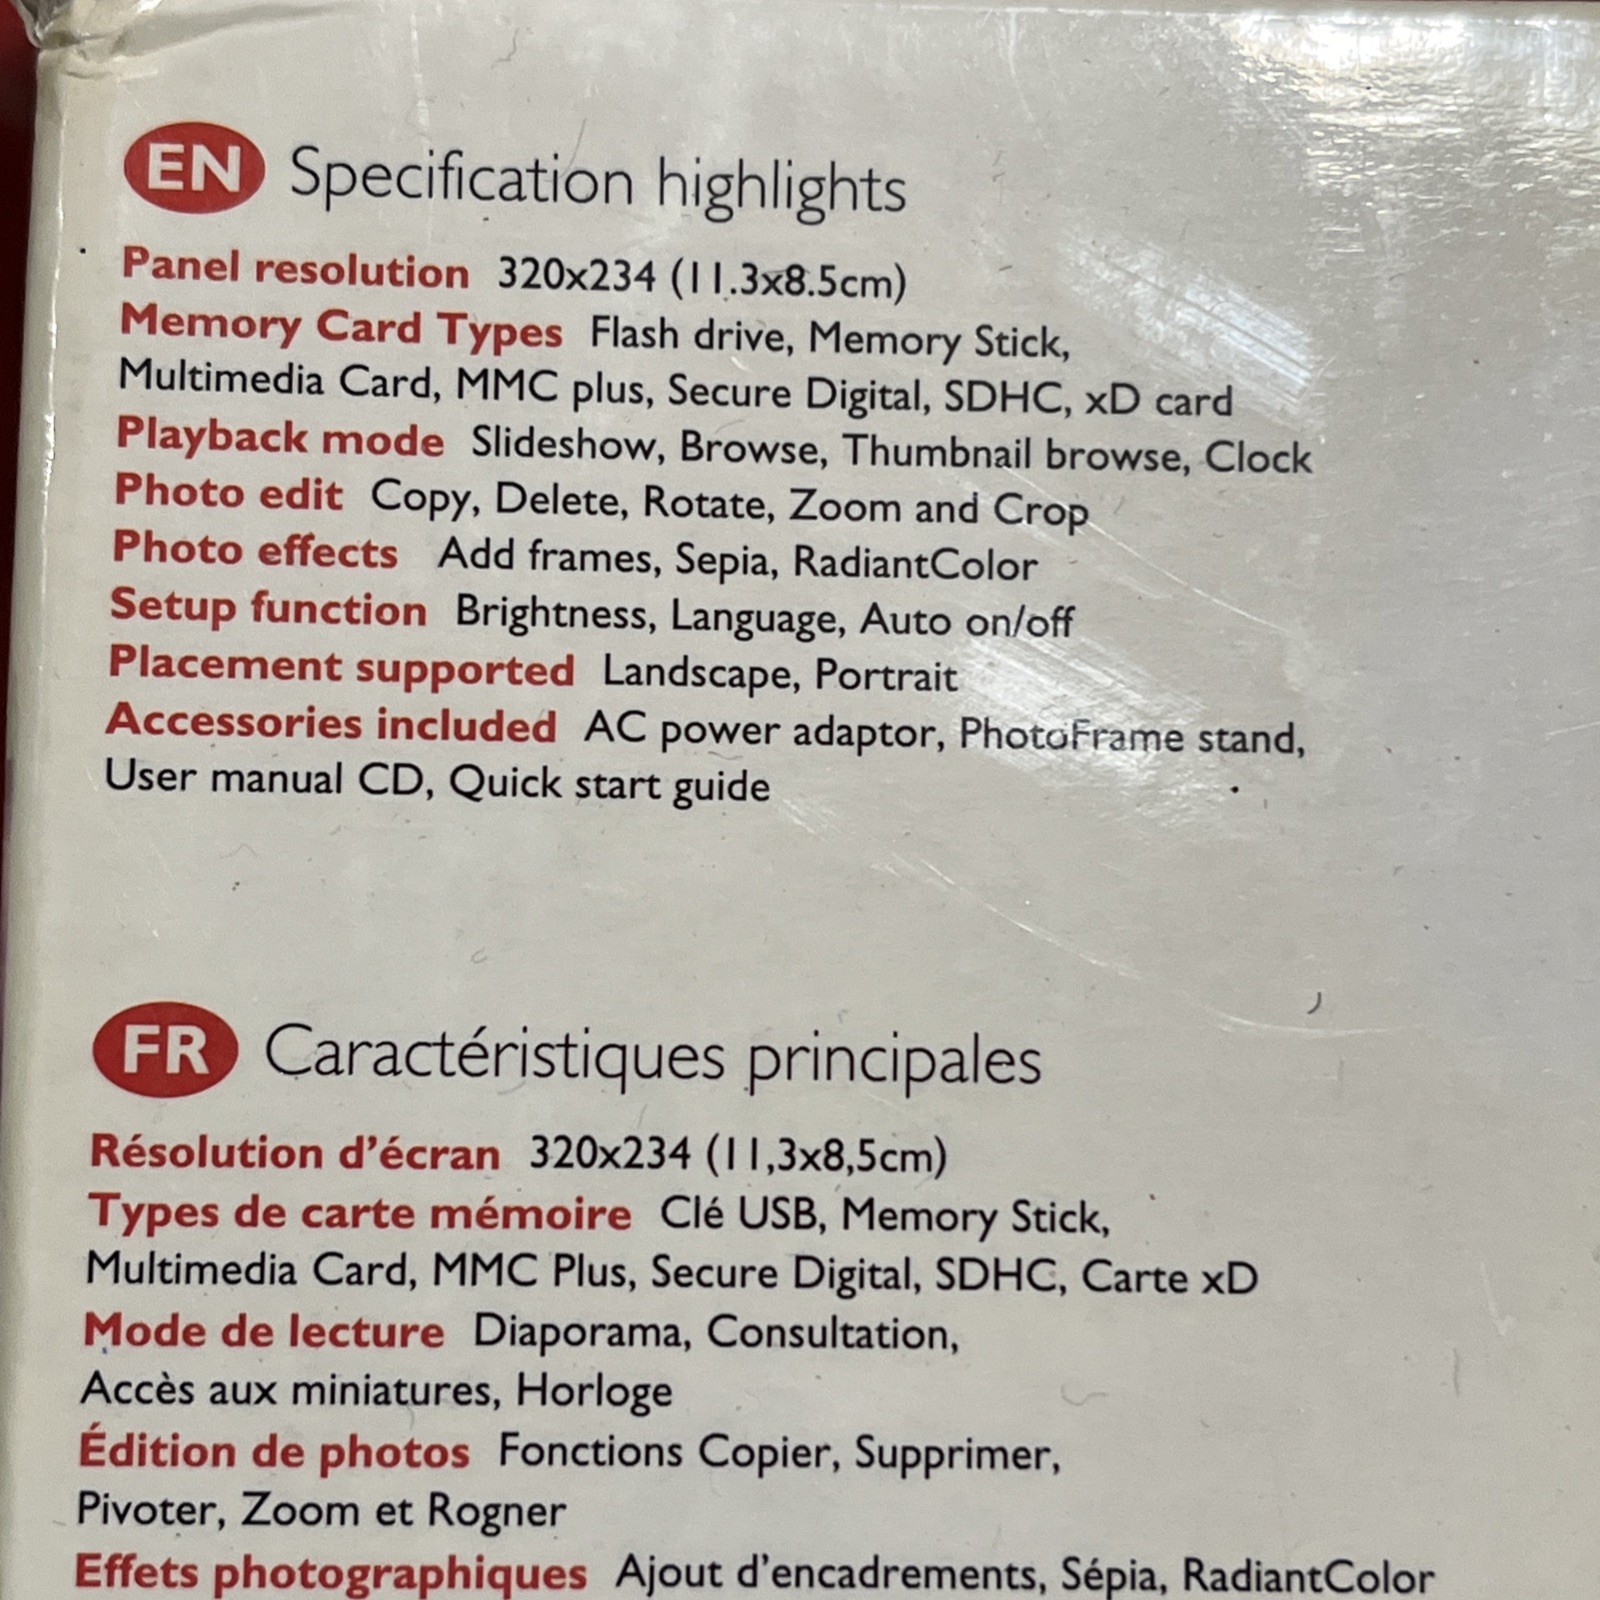 EN Specification highlights
Panel resolution 320x234 (11.3x8.5cm)
Memory Card Types Flash drive, Memory Stick,
Multimedia Card, MMC plus, Secure Digital, SDHC, xD card
Playback mode Slideshow, Browse, Thumbnail browse, Clock
Photo edit Copy, Delete, Rotate, Zoom and Crop
Photo effects Add frames, Sepia, RadiantColor
Setup function Brightness, Language, Auto on/off
Placement supported Landscape, Portrait
Accessories included AC power adaptor, PhotoFrame stand,
User manual CD, Quick start guide
FR Caractéristiques principales
Résolution d'écran 320x234 (11,3x8,5cm)
Types de carte mémoire Clé USB, Memory Stick,
Multimedia Card, MMC Plus, Secure Digital, SDHC, Carte xD
Mode de lecture Diaporama, Consultation,
Accès aux miniatures, Horloge
Édition de photos Fonctions Copier, Supprimer,
Pivoter, Zoom et Rogner
Effets photographiques Ajout d'encadrements, Sépia, RadiantColor